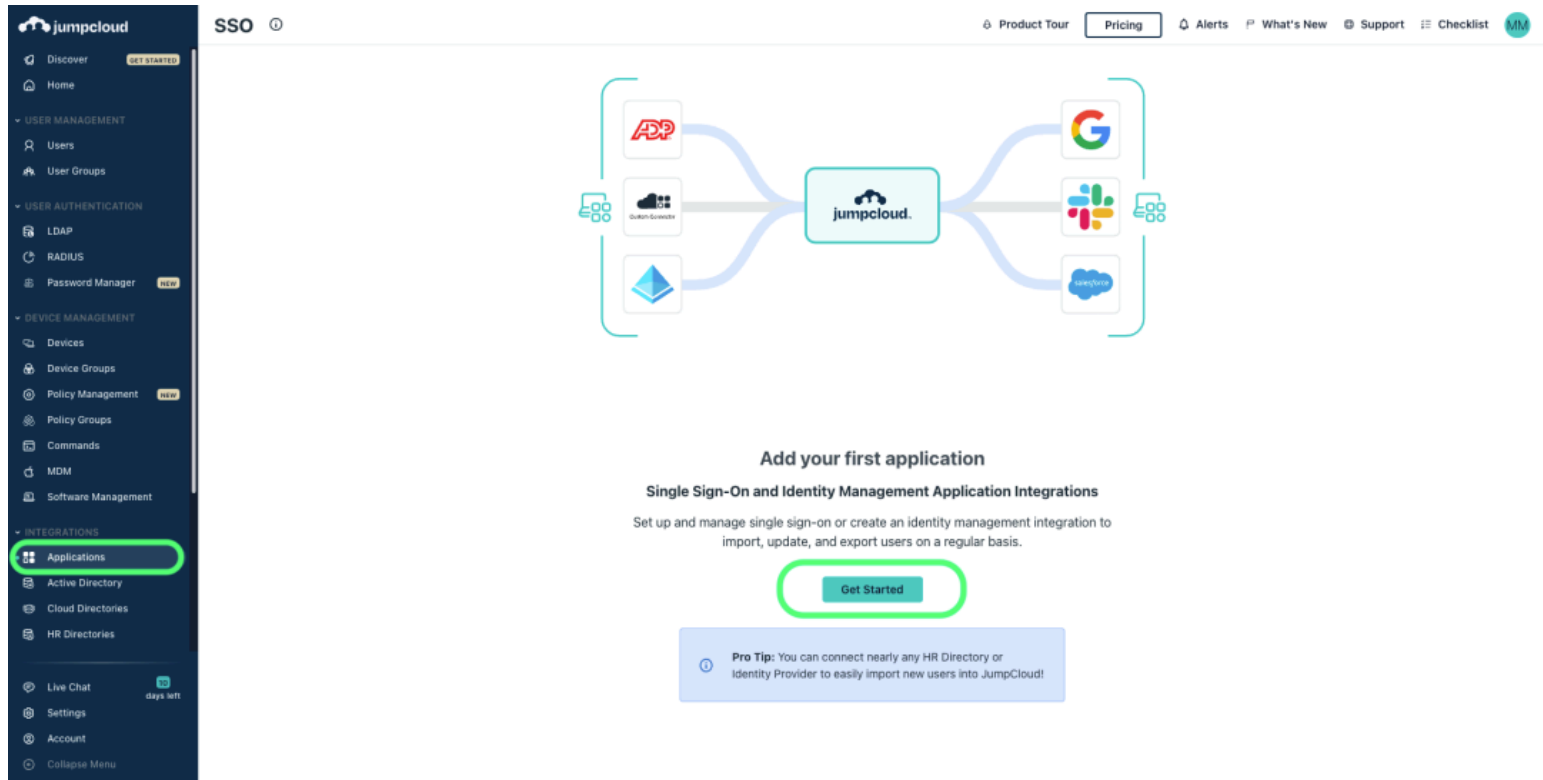 jumpcloud
SSO
Product Tour
Pricing
Alerts
What's New
Support
Checklist
MM
Discover
GET STARTED
Home
USER MANAGEMENT
Users
User Groups
USER AUTHENTICATION
LDAP
RADIUS
Password Manager
NEW
DEVICE MANAGEMENT
Devices
Device Groups
Policy Management
NEW
Policy Groups
Commands
MDM
Software Management
INTEGRATIONS
Applications
Active Directory
Cloud Directories
HR Directories
Live Chat
10
days left
Settings
Account
Collapse Menu
ADP
Custom Connector
jumpcloud.
salesforce
Add your first application
Single Sign-On and Identity Management Application Integrations
Set up and manage single sign-on or create an identity management integration to
import, update, and export users on a regular basis.
Get Started
Pro Tip: You can connect nearly any HR Directory or
Identity Provider to easily import new users into JumpCloud!